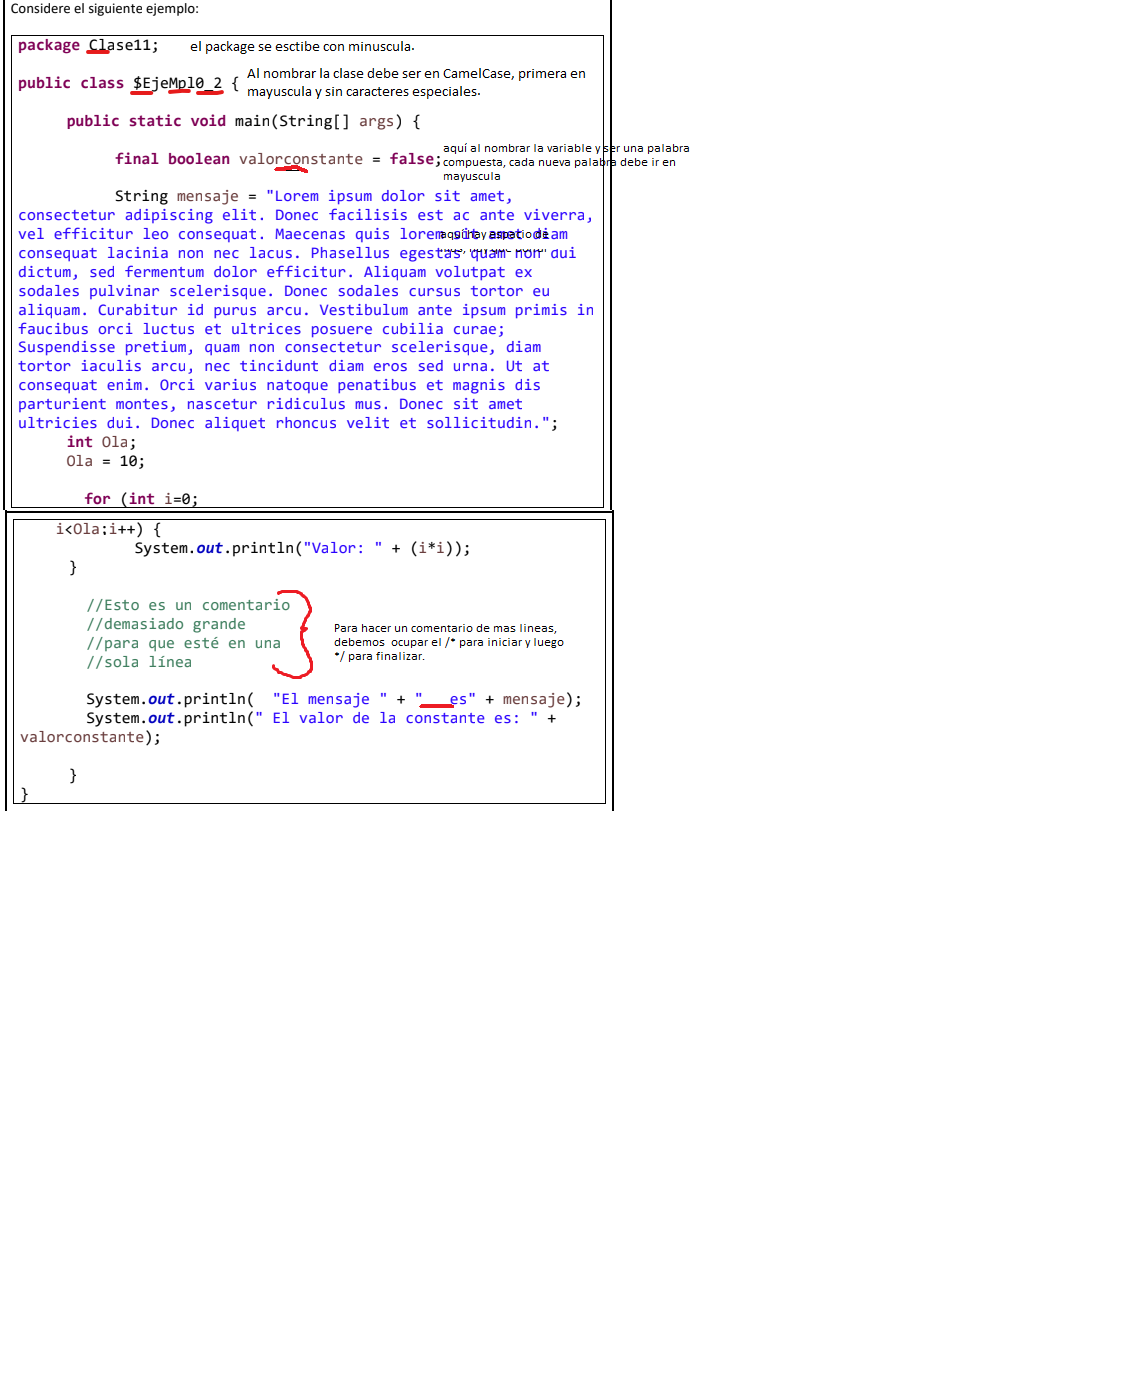 Considere el siguiente ejemplo:
package Clase11; el package se esctibe con minuscula.
public class $EjeMpl0_2 { Al nombrar la clase debe ser en CamelCase, primera en
mayuscula y sin caracteres especiales.
public static void main(String[] args) {
final boolean valorconstante = false;
aquí al nombrar la variable y ser una palabra
compuesta, cada nueva palabra debe ir en
mayuscula
String mensaje = "Lorem ipsum dolor sit amet,
consectetur adipiscing elit. Donec facilisis est ac ante viverra,
vel efficitur leo consequat. Maecenas quis lorem sit amet diam
aquí hay espatio de
consequat lacinia non nec lacus. Phasellus egestas quam non dui
dictum, sed fermentum dolor efficitur. Aliquam volutpat ex
sodales pulvinar scelerisque. Donec sodales cursus tortor eu
aliquam. Curabitur id purus arcu. Vestibulum ante ipsum primis in
faucibus orci luctus et ultrices posuere cubilia curae;
Suspendisse pretium, quam non consectetur scelerisque, diam
tortor iaculis arcu, nec tincidunt diam eros sed urna. Ut at
consequat enim. Orci varius natoque penatibus et magnis dis
parturient montes, nascetur ridiculus mus. Donec sit amet
ultricies dui. Donec aliquet rhoncus velit et sollicitudin.";
int Ola;
Ola = 10;
for (int i=0;
i<Ola;i++) {
System.out.println("Valor: " + (i*i));
}
//Esto es un comentario
//demasiado grande
//para que esté en una
//sola línea
Para hacer un comentario de mas lineas,
debemos ocupar el /* para iniciar y luego
*/ para finalizar.
System.out.println( "El mensaje " + "   es" + mensaje);
System.out.println(" El valor de la constante es: " +
valorconstante);
}
}